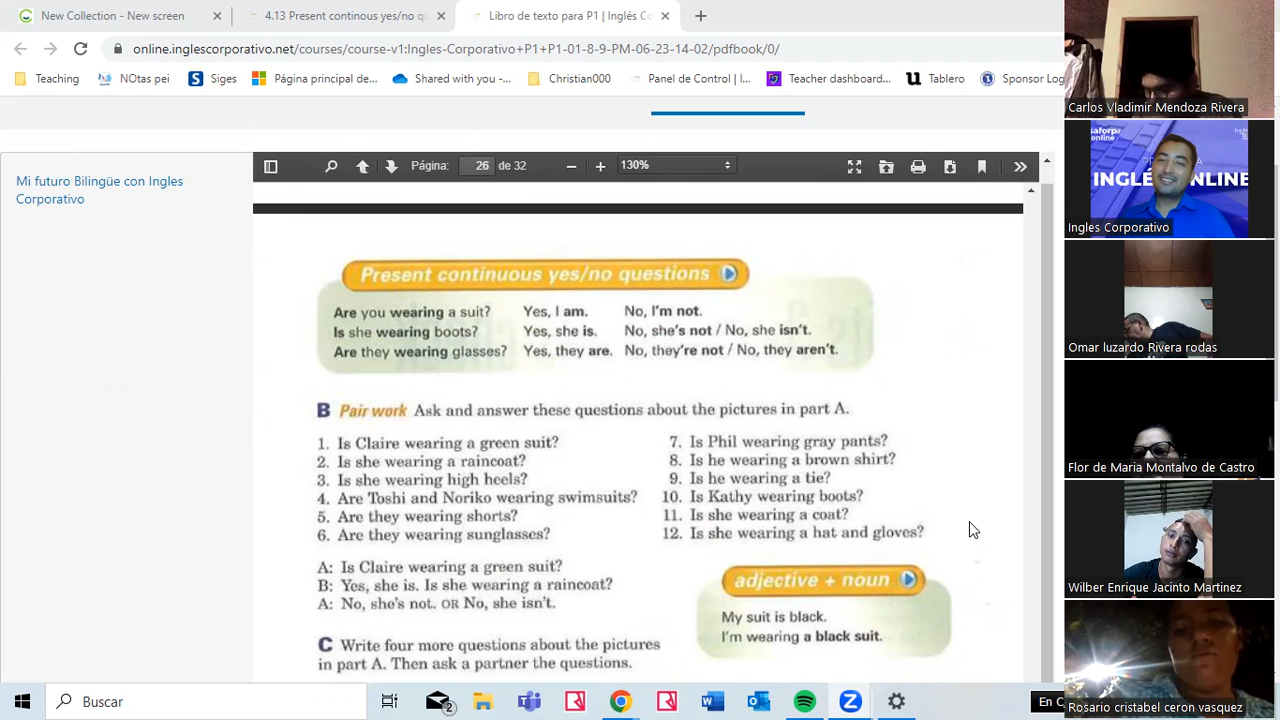 New Collection - New screen
4.13 Present continous yes/no qu
Libro de texto para P1 | Inglés Co
online.inglescorporativo.net/courses/course-v1:Ingles-Corporativo+P1+P1-01-8-9-PM-06-23-14-02/pdfbook/0/
Teaching
NOtas pei
Siges
Página principal de...
Shared with you -...
Christian000
Panel de Control | I...
Teacher dashboard...
Tablero
Sponsor Log
Mi futuro Bilingüe con Ingles
Corporativo
Página:
26
de 32
130%
Present continuous yes/no questions
Are you wearing a suit? Yes, I am. No, I'm not.
Is she wearing boots? Yes, she is. No, she's not / No, she isn't.
Are they wearing glasses? Yes, they are. No, they're not / No, they aren't.
B Pair work Ask and answer these questions about the pictures in part A.
1. Is Claire wearing a green suit?
2. Is she wearing a raincoat?
3. Is she wearing high heels?
4. Are Toshi and Noriko wearing swimsuits?
5. Are they wearing shorts?
6. Are they wearing sunglasses?
7. Is Phil wearing gray pants?
8. Is he wearing a brown shirt?
9. Is he wearing a tie?
10. Is Kathy wearing boots?
11. Is she wearing a coat?
12. Is she wearing a hat and gloves?
A: Is Claire wearing a green suit?
B: Yes, she is. Is she wearing a raincoat?
A: No, she's not. OR No, she isn't.
adjective + noun
My suit is black.
I'm wearing a black suit.
C Write four more questions about the pictures
in part A. Then ask a partner the questions.
Buscar
2
En C
Carlos Vladimir Mendoza Rivera
saforp
online
INGLÉ
NLINE
Ingles Corporativo
Omar luzardo Rivera rodas
Flor de Maria Montalvo de Castro
Wilber Enrique Jacinto Martinez
Rosario cristabel ceron vasquez